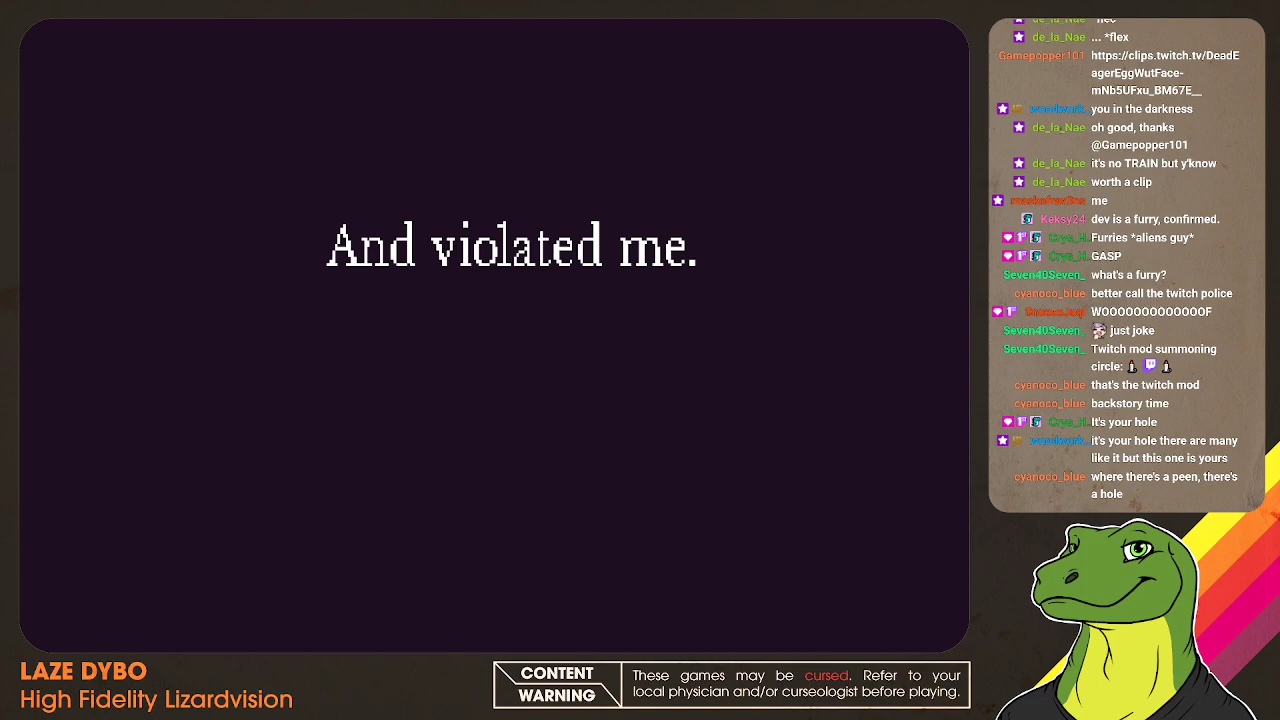 And violated me.
de_la_Nae ... *flex
Gamepopper101 https://clips.twitch.tv/DeadE
agerEggWutFace-
mNb5UFxu_BM67E__
you in the darkness
de_la_Nae oh good, thanks
@Gamepopper101
de_la_Nae it's no TRAIN but y'know
de_la_Nae worth a clip
me
Keksy24 dev is a furry, confirmed.
Crys_H. Furries *aliens guy*
Crys_H. GASP
Seven40Seven_ what's a furry?
cyanoco_blue better call the twitch police
WOOOOOOOOOOOOOF
Seven40Seven_ just joke
Seven40Seven_ Twitch mod summoning
circle:
cyanoco_blue that's the twitch mod
cyanoco_blue backstory time
Crys_H. It's your hole
it's your hole there are many
like it but this one is yours
cyanoco_blue where there's a peen, there's
a hole
LAZE DYBO
High Fidelity Lizardvision
CONTENT
WARNING
These games may be cursed. Refer to your
local physician and/or curseologist before playing.